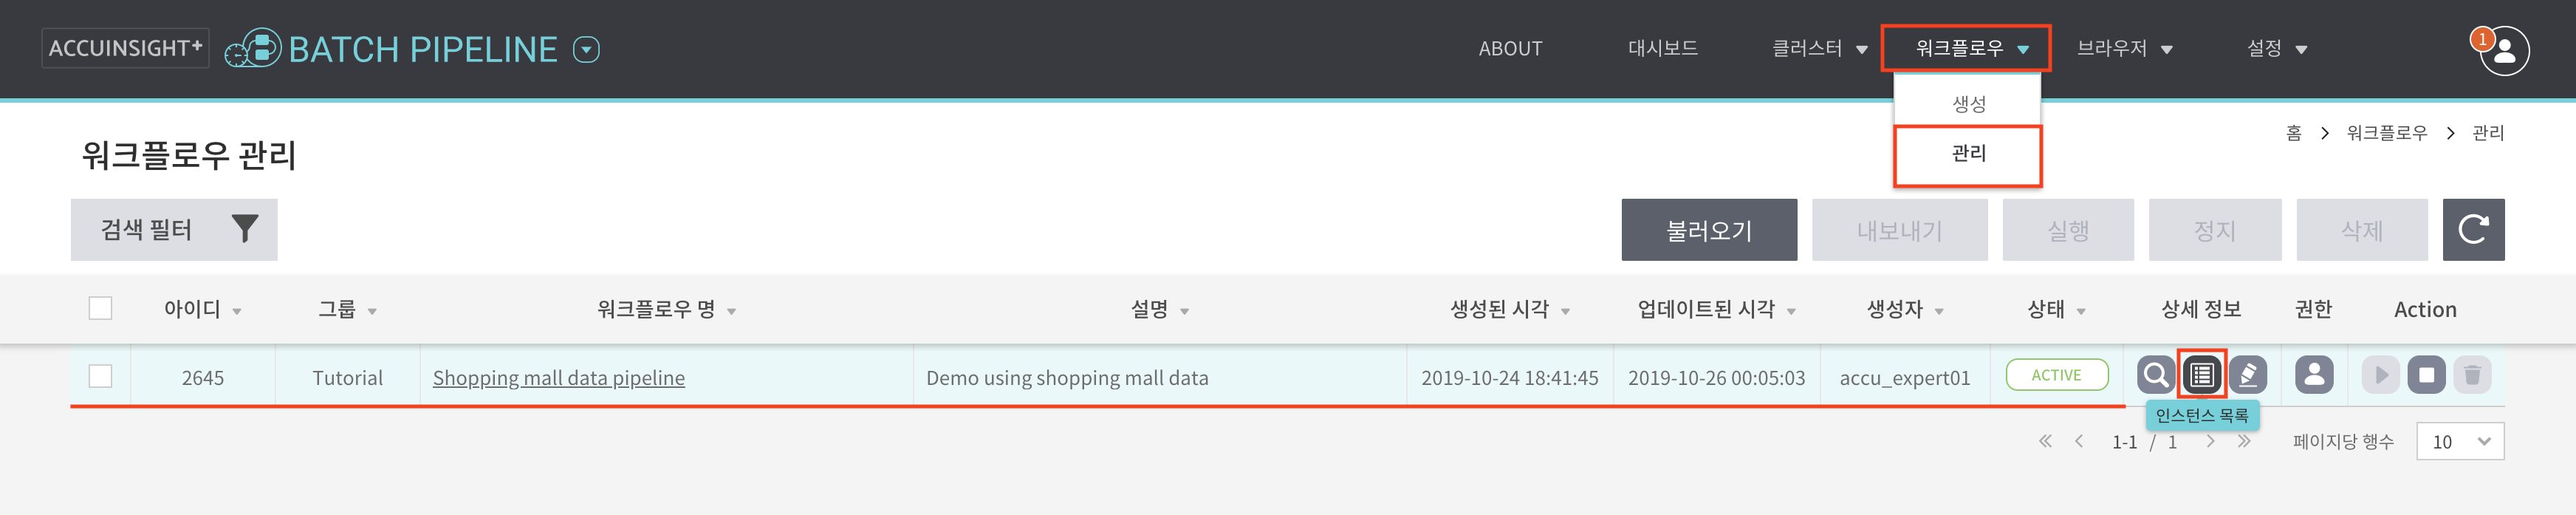 ACCUINSIGHT+ BATCH PIPELINE ABOUT 대시보드 클러스터 워크플로우 브라우저 설정 1
생성
관리
홈 > 워크플로우 > 관리
워크플로우 관리
검색 필터 불러오기 내보내기 실행 정지 삭제
아이디 그룹 워크플로우 명 설명 생성된 시각 업데이트된 시각 생성자 상태 상세 정보 권한 Action
2645 Tutorial Shopping mall data pipeline Demo using shopping mall data 2019-10-24 18:41:45 2019-10-26 00:05:03 accu_expert01 ACTIVE
인스턴스 목록
« < 1-1 / 1 > » 페이지당 행수 10